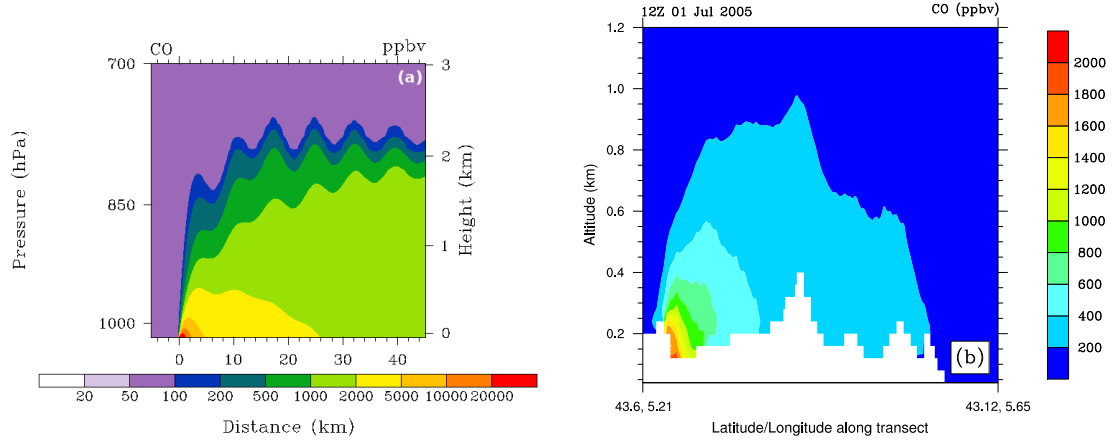 CO ppbv
(a)
700
850
1000
Pressure (hPa)
3
2
1
0
Height (km)
0 10 20 30 40
20 50 100 200 500 1000 2000 5000 10000 20000
Distance (km)
12Z 01 Jul 2005 CO (ppbv)
1.2
1.0
0.8
0.6
0.4
0.2
Altitude (km)
(b)
43.6, 5.21 43.12, 5.65
Latitude/Longitude along transect
2000
1800
1600
1400
1200
1000
800
600
400
200